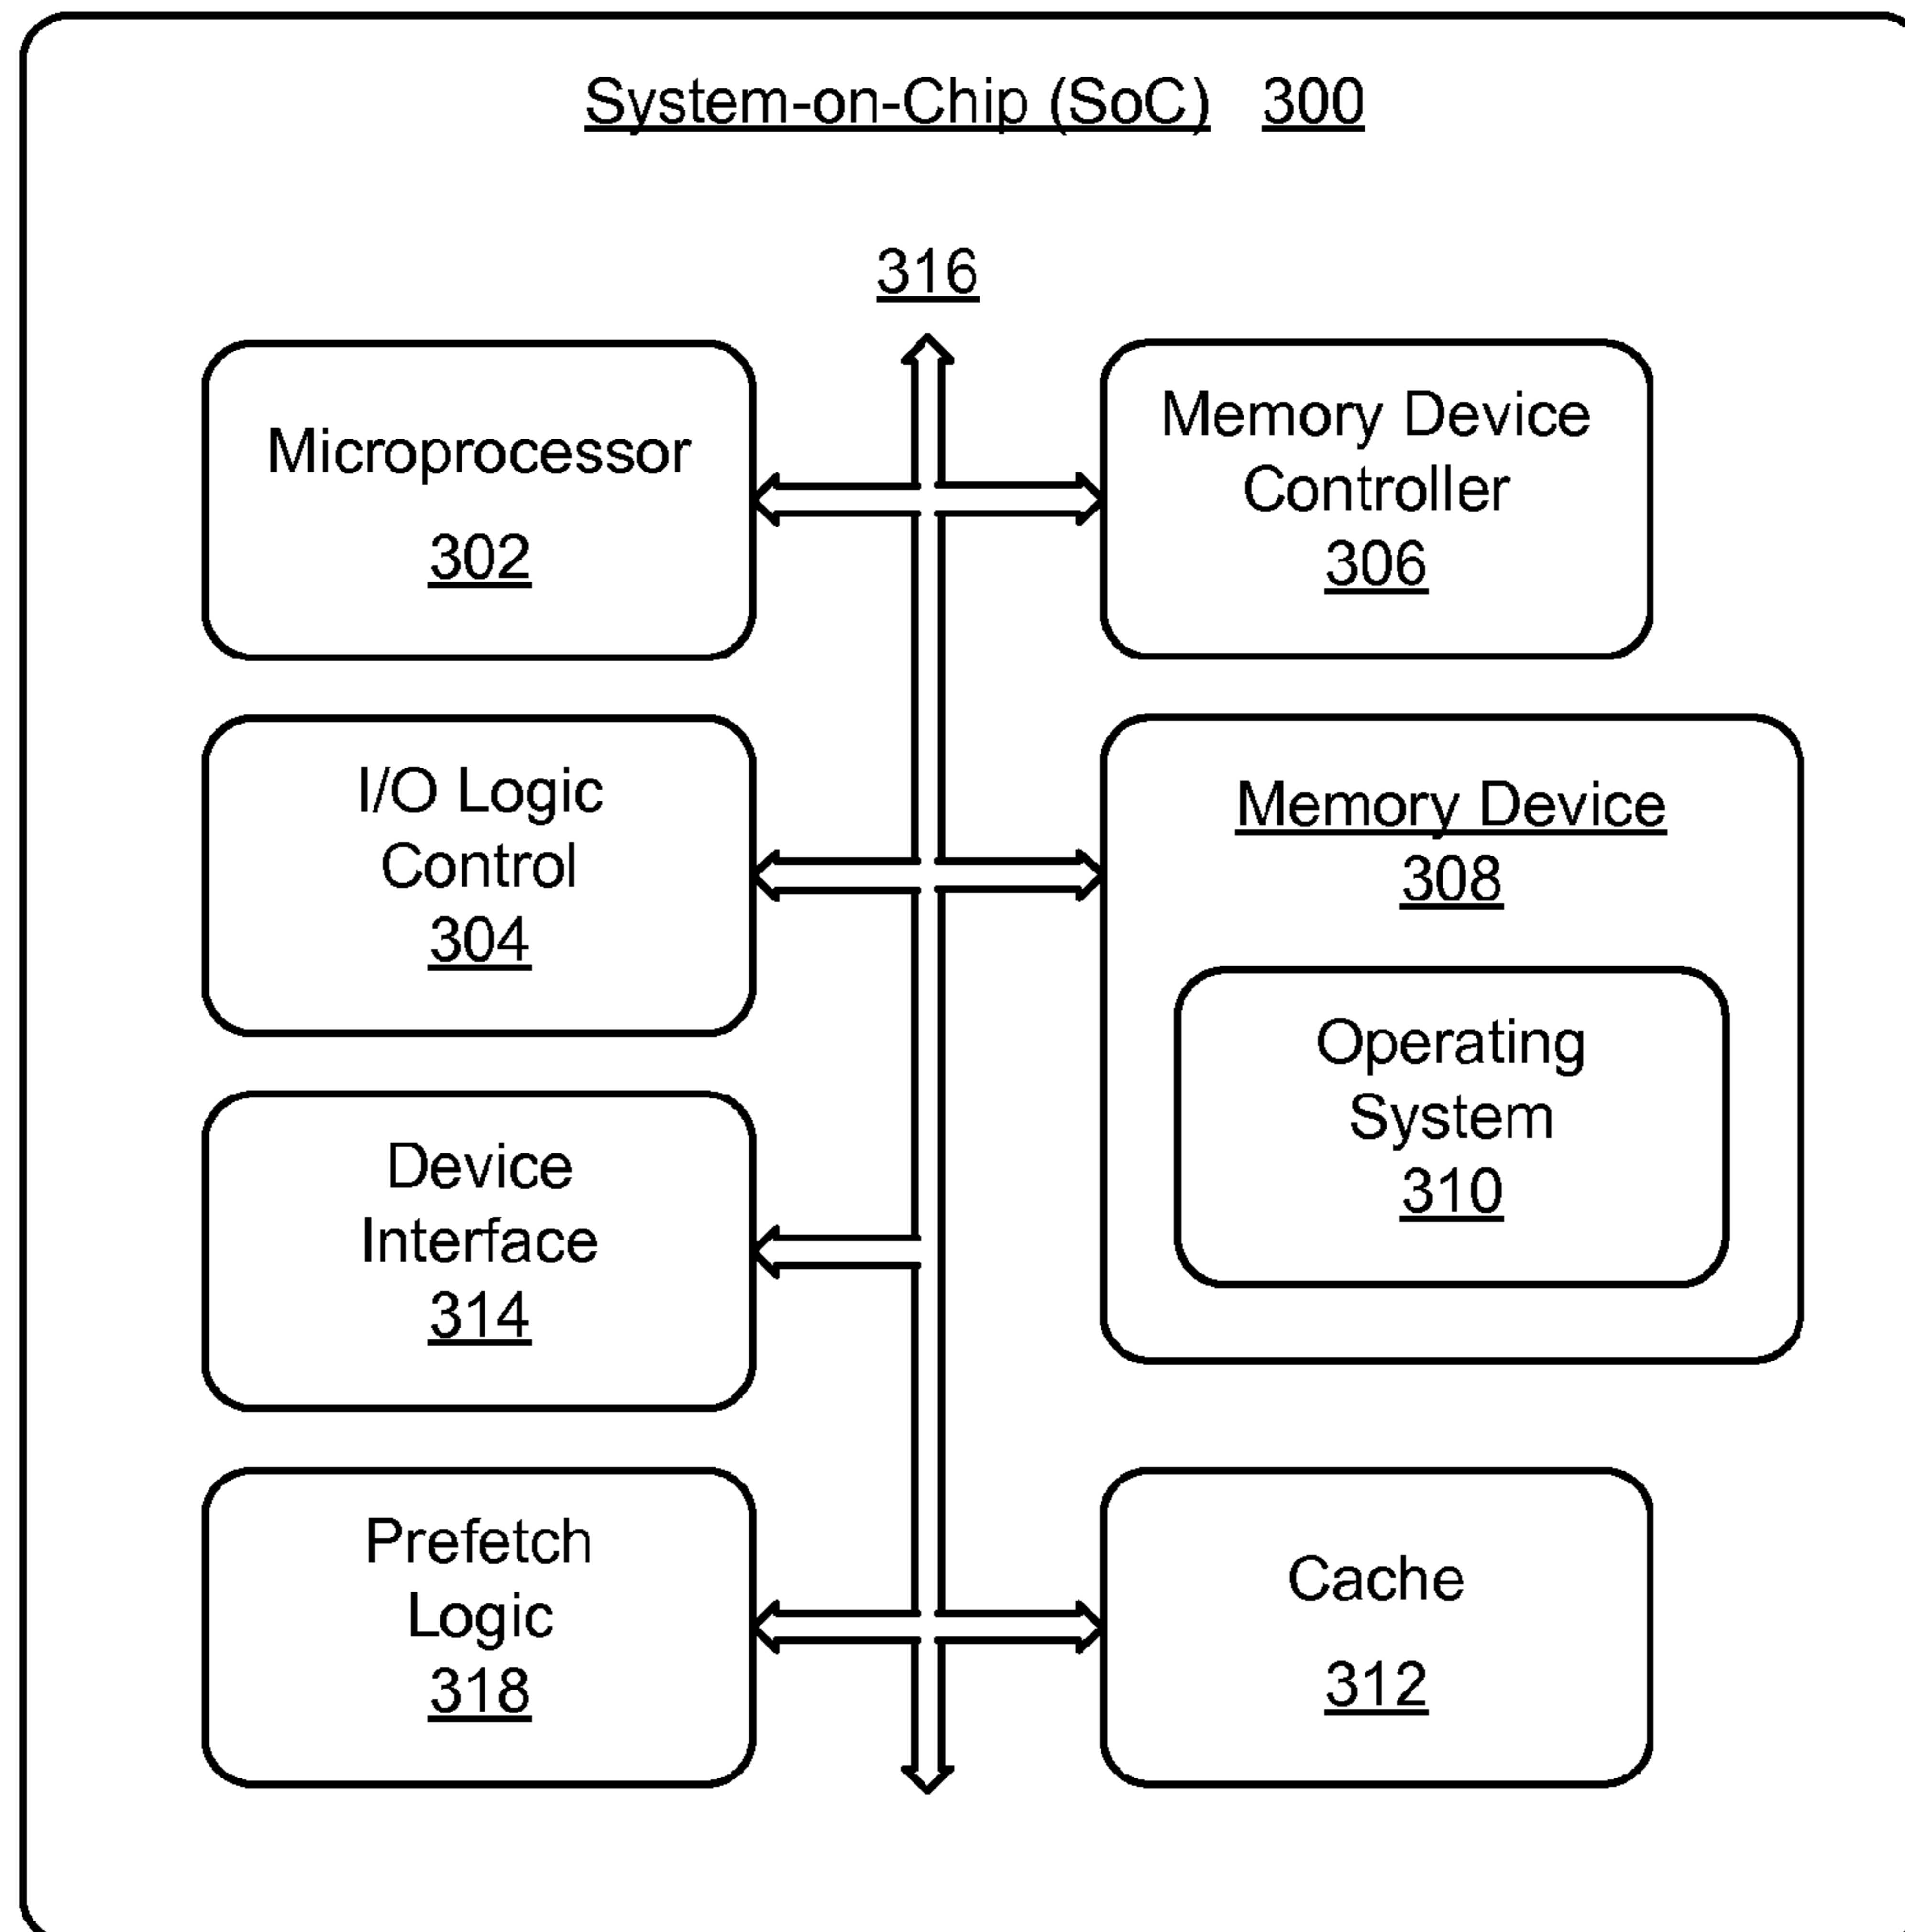 System-on-Chip (SoC) 300
316
Microprocessor
302
Memory Device
Controller
306
I/O Logic
Control
304
Memory Device
308
Operating
System
310
Device
Interface
314
Prefetch
Logic
318
Cache
312